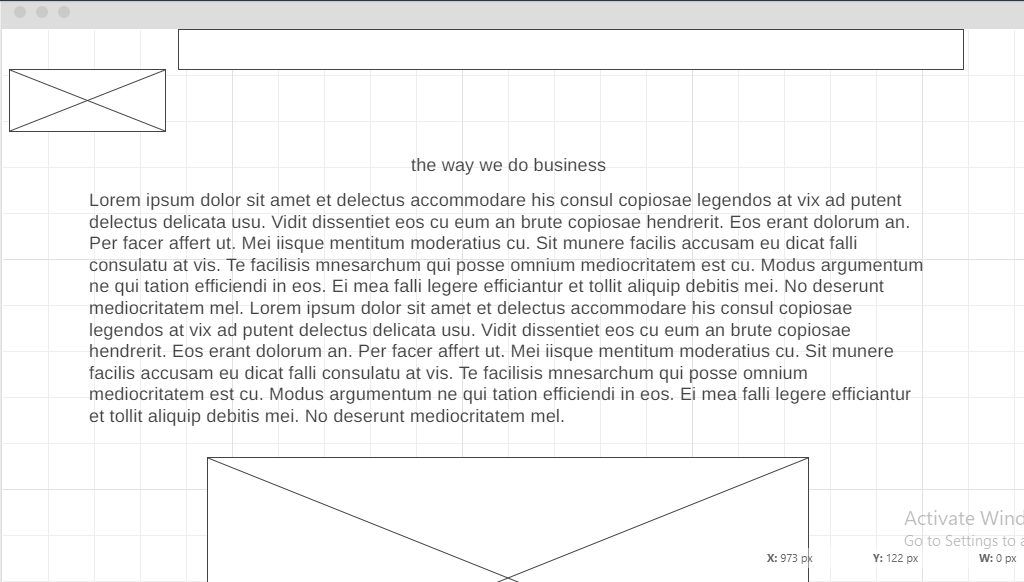 the way we do business
Lorem ipsum dolor sit amet et delectus accommodare his consul copiosae legendos at vix ad putent
delectus delicata usu. Vidit dissentiet eos cu eum an brute copiosae hendrerit. Eos erant dolorum an.
Per facer affert ut. Mei iisque mentitum moderatius cu. Sit munere facilis accusam eu dicat falli
consulatu at vis. Te facilisis mnesarchum qui posse omnium mediocritatem est cu. Modus argumentum
ne qui tation efficiendi in eos. Ei mea falli legere efficiantur et tollit aliquip debitis mei. No deserunt
mediocritatem mel. Lorem ipsum dolor sit amet et delectus accommodare his consul copiosae
legendos at vix ad putent delectus delicata usu. Vidit dissentiet eos cu eum an brute copiosae
hendrerit. Eos erant dolorum an. Per facer affert ut. Mei iisque mentitum moderatius cu. Sit munere
facilis accusam eu dicat falli consulatu at vis. Te facilisis mnesarchum qui posse omnium
mediocritatem est cu. Modus argumentum ne qui tation efficiendi in eos. Ei mea falli legere efficiantur
et tollit aliquip debitis mei. No deserunt mediocritatem mel.
Activate Wind
Go to Settings to a
X: 973 px Y: 122 px W: 0 px